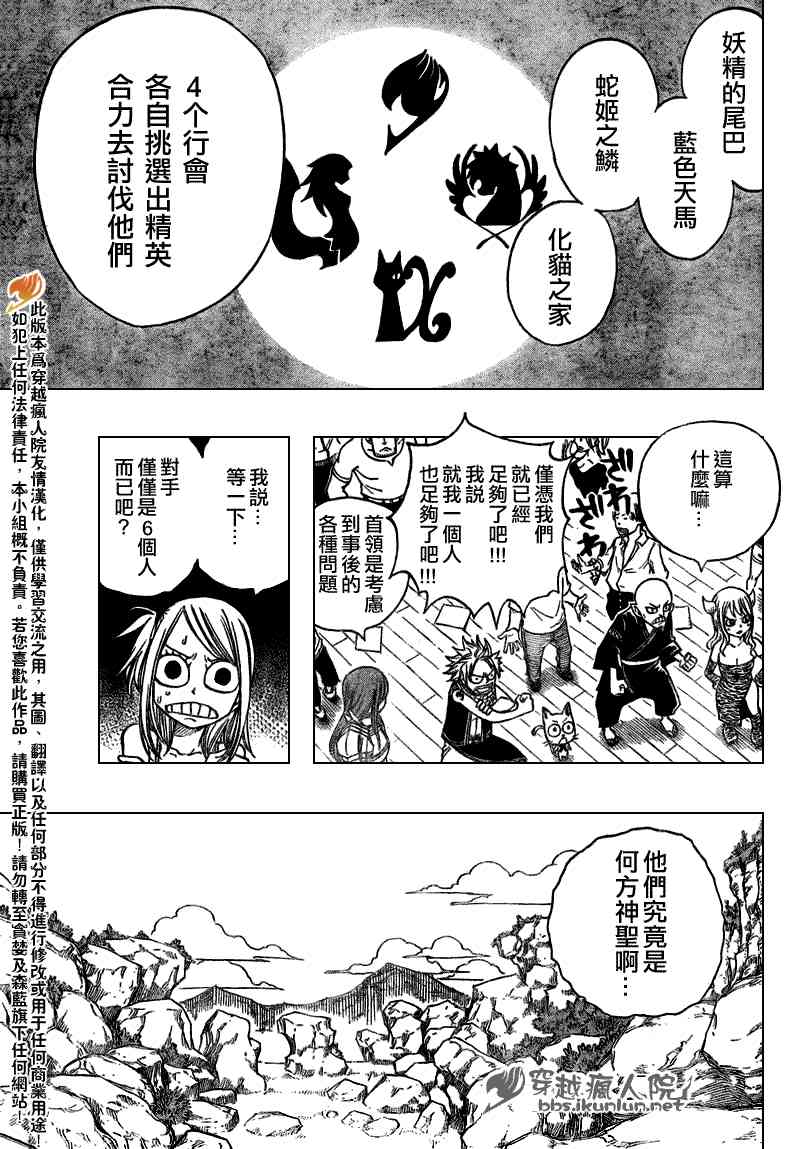 妖精的尾巴
藍色天馬
蛇姬之鱗
化貓之家
4个行會
各自挑選出精英
合力去討伐他們
這算
什麼嘛…
ざわ
ざわ
僅憑我們
就已經
足夠了吧!!!
我説
就我一個人
也足夠了吧!!!
首領是考慮
到事後的
各種問題
我説…
等一下…
對手
僅僅是6個人
而已吧?
他們究竟是
何方神聖啊…
此版本爲穿越瘋人院友情漢化，僅供學習交流之用，其圖、翻譯以及任何部分不得進行修改或用于任何商業用途！
如犯上任何法律責任，本小組概不負責。若您喜歡此作品，請購買正版！請勿轉至貪婪及森藍旗下任何網站！
穿越瘋人院
bbs.ikunlun.net